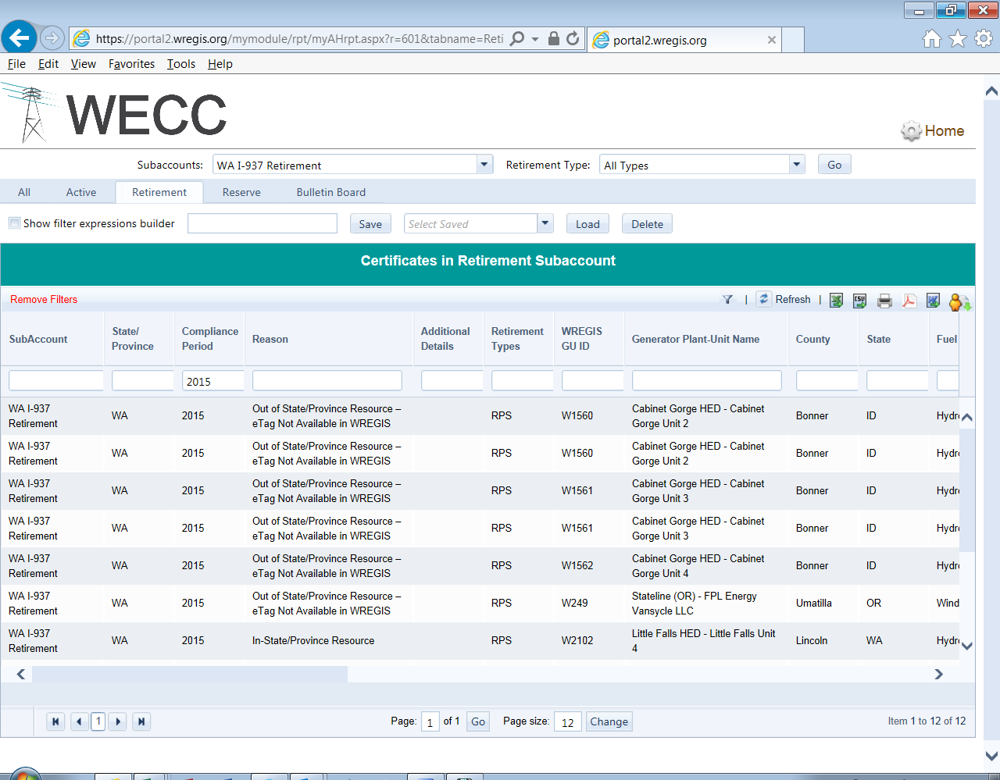 https://portal2.wregis.org/mymodule/rpt/myAHrpt.aspx?r=601&tabname=Reti
portal2.wregis.org
File Edit View Favorites Tools Help
WECC
Home
Subaccounts: WA I-937 Retirement Retirement Type: All Types Go
All Active Retirement Reserve Bulletin Board
Show filter expressions builder Save Select Saved Load Delete
Certificates in Retirement Subaccount
Remove Filters | Refresh |
SubAccount State/ Province Compliance Period Reason Additional Details Retirement Types WREGIS GU ID Generator Plant-Unit Name County State Fuel
2015
WA I-937 Retirement WA 2015 Out of State/Province Resource – eTag Not Available in WREGIS RPS W1560 Cabinet Gorge HED - Cabinet Gorge Unit 2 Bonner ID Hydr
WA I-937 Retirement WA 2015 Out of State/Province Resource – eTag Not Available in WREGIS RPS W1560 Cabinet Gorge HED - Cabinet Gorge Unit 2 Bonner ID Hydr
WA I-937 Retirement WA 2015 Out of State/Province Resource – eTag Not Available in WREGIS RPS W1561 Cabinet Gorge HED - Cabinet Gorge Unit 3 Bonner ID Hydr
WA I-937 Retirement WA 2015 Out of State/Province Resource – eTag Not Available in WREGIS RPS W1561 Cabinet Gorge HED - Cabinet Gorge Unit 3 Bonner ID Hydr
WA I-937 Retirement WA 2015 Out of State/Province Resource – eTag Not Available in WREGIS RPS W1562 Cabinet Gorge HED - Cabinet Gorge Unit 4 Bonner ID Hydr
WA I-937 Retirement WA 2015 Out of State/Province Resource – eTag Not Available in WREGIS RPS W249 Stateline (OR) - FPL Energy Vansycle LLC Umatilla OR Wind
WA I-937 Retirement WA 2015 In-State/Province Resource RPS W2102 Little Falls HED - Little Falls Unit 4 Lincoln WA Hydr
1 Page: 1 of 1 Go Page size: 12 Change Item 1 to 12 of 12